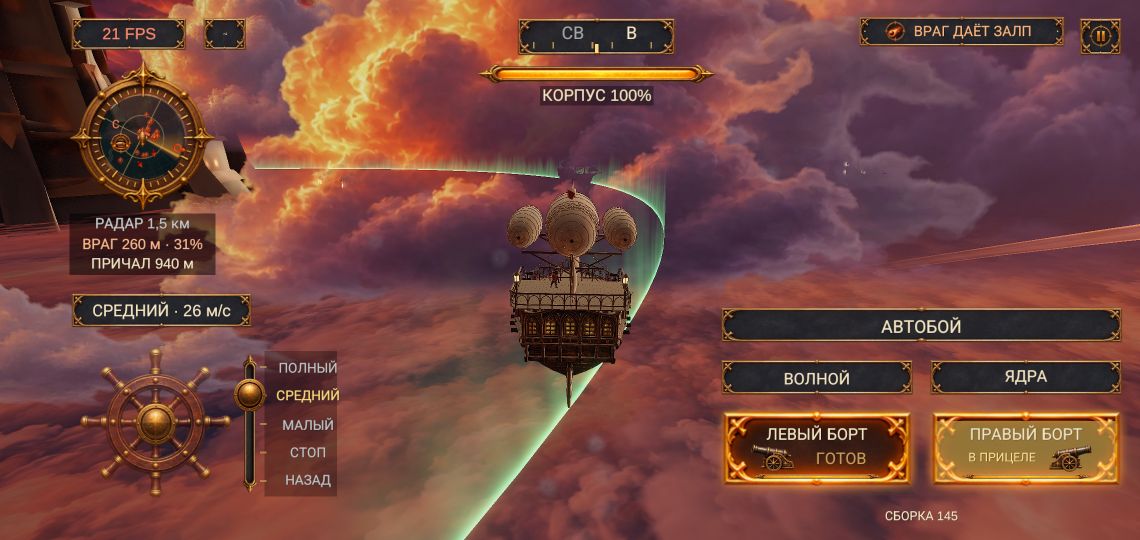 21 FPS
~
СВ
В
ВРАГ ДАЁТ ЗАЛП
КОРПУС 100%
С
РАДАР 1,5 км
ВРАГ 260 м · 31%
ПРИЧАЛ 940 м
СРЕДНИЙ · 26 м/с
ПОЛНЫЙ
СРЕДНИЙ
МАЛЫЙ
СТОП
НАЗАД
АВТОБОЙ
ВОЛНОЙ
ЯДРА
ЛЕВЫЙ БОРТ
ГОТОВ
ПРАВЫЙ БОРТ
В ПРИЦЕЛЕ
СБОРКА 145